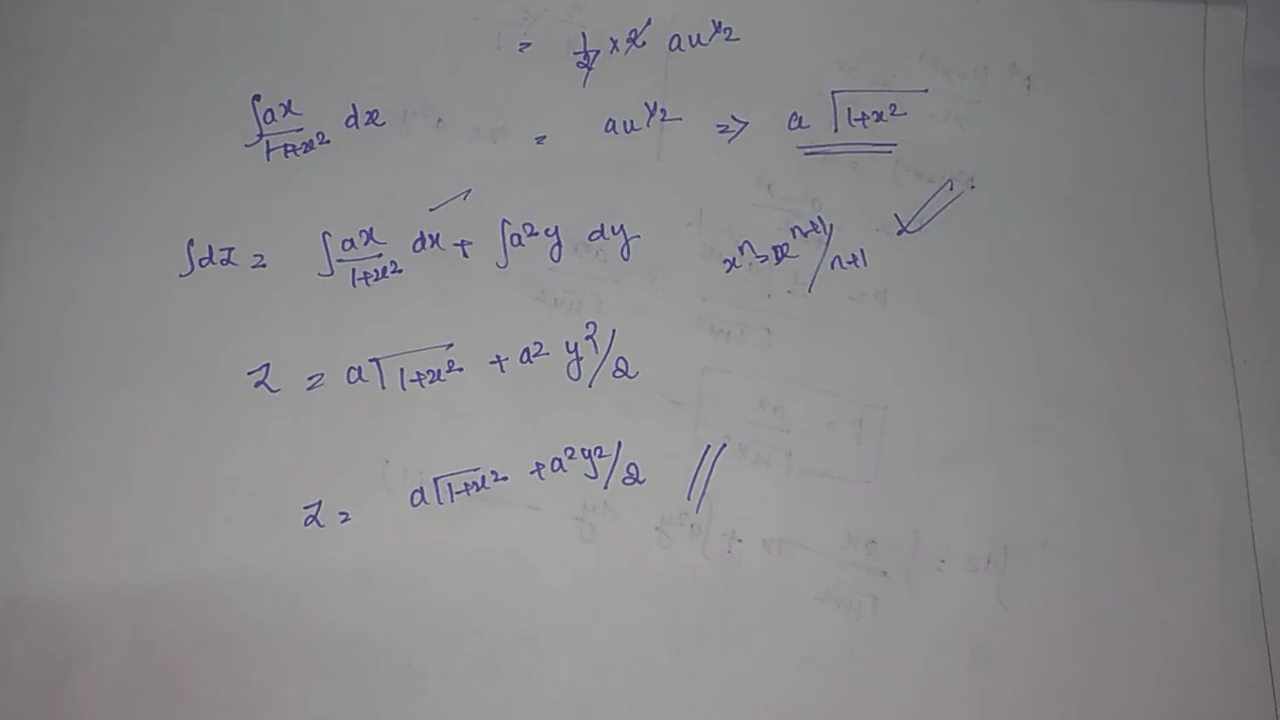 = 1/2 × 2 au^1/2
∫ax/1+x² dx = au^1/2 => a √1+x²
∫dz = ∫ax/1+x² dx + ∫a²y dy x^n = x^n+1/n+1
z = a√1+x² + a² y²/2
z = a√1+x² + a²y²/2 //